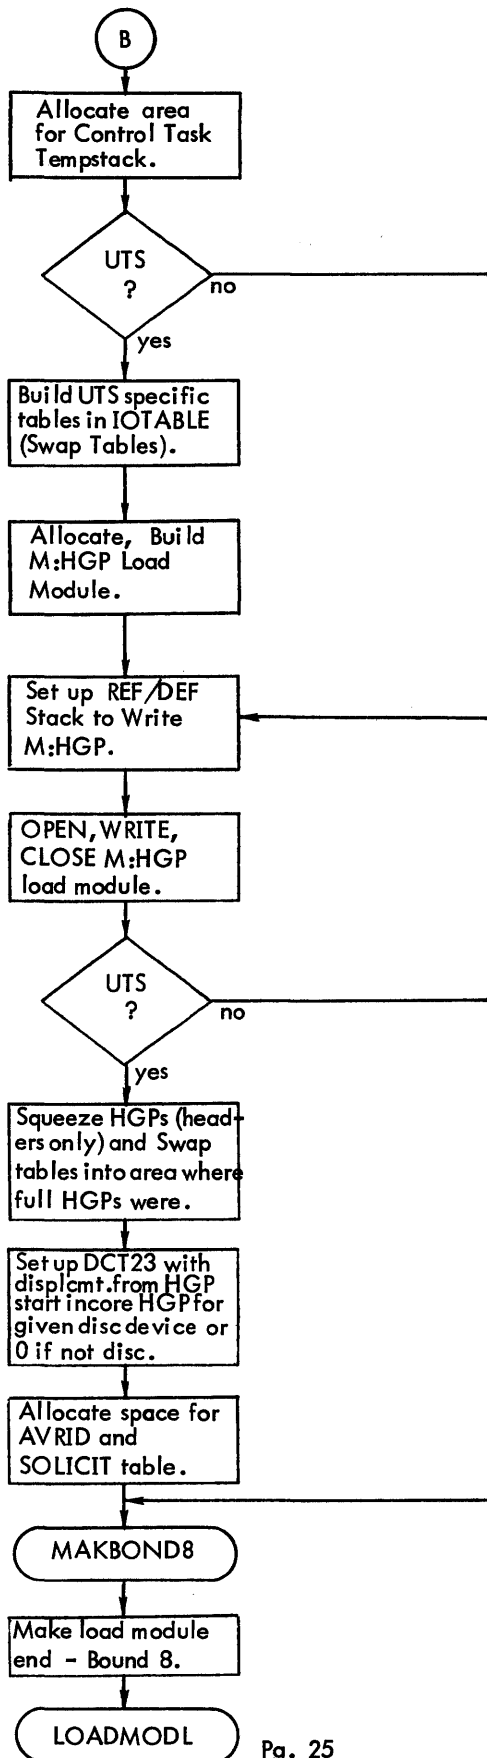 B
Allocate area
for Control Task
Tempstack.
UTS
?
no
yes
Build UTS specific
tables in IOTABLE
(Swap Tables).
Allocate, Build
M:HGP Load
Module.
Set up REF/DEF
Stack to Write
M:HGP.
OPEN, WRITE,
CLOSE M:HGP
load module.
UTS
?
no
yes
Squeeze HGPs (head-
ers only) and Swap
tables into area where
full HGPs were.
Set up DCT23 with
displcmt. from HGP
start incore HGP for
given disc device or
0 if not disc.
Allocate space for
AVRID and
SOLICIT table.
MAKBOND8
Make load module
end - Bound 8.
LOADMODL
Pg. 25